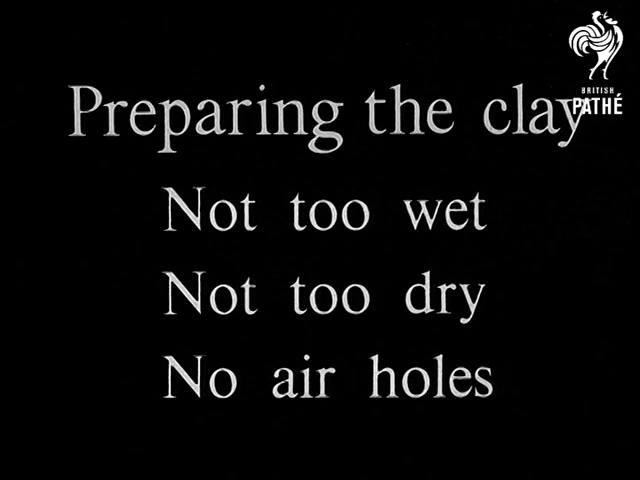 BRITISH
PATHÉ
Preparing the clay
Not too wet
Not too dry
No air holes